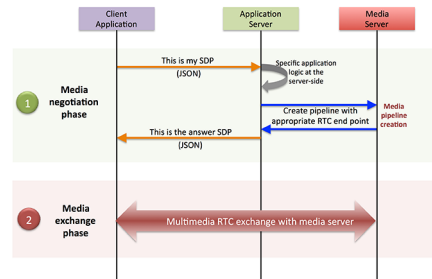 Client
Application
Application
Server
Media
Server
This is my SDP
(JSON)
Specific application
logic at the
server-side
1
Media
negotiation
phase
Create pipeline with
appropriate RTC end point
Media
pipeline
creation
This is the answer SDP
(JSON)
2
Media
exchange
phase
Multimedia RTC exchange with media server